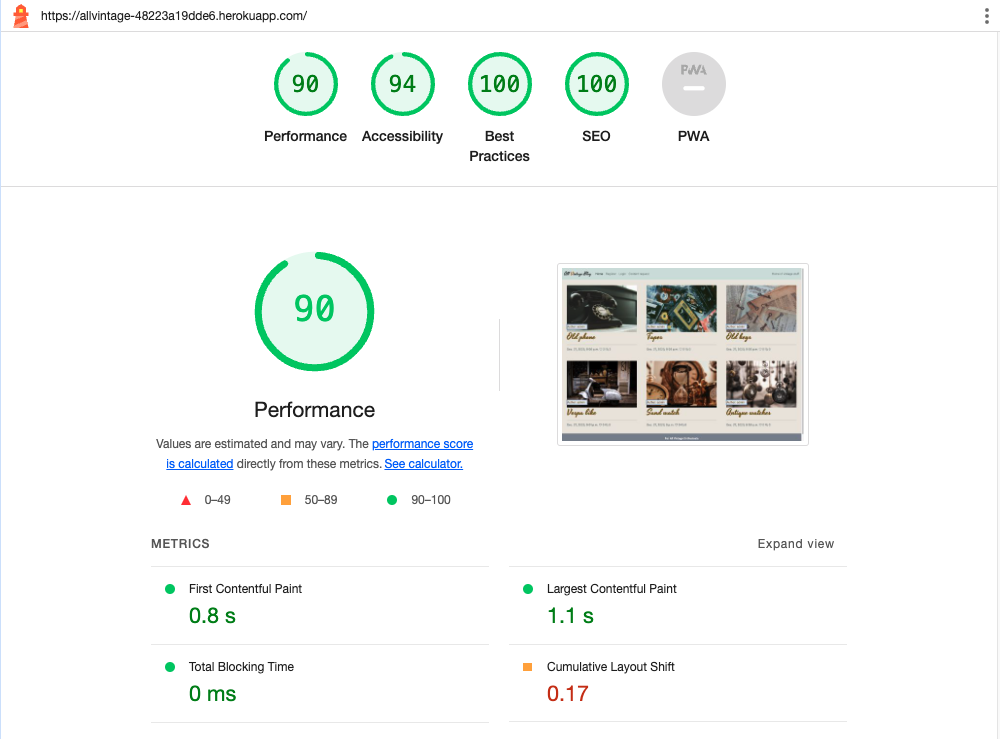 https://allvintage-48223a19dde6.herokuapp.com/
90
94
100
100
PWA
Performance
Accessibility
Best
Practices
SEO
PWA
90
Performance
Values are estimated and may vary. The performance score
is calculated directly from these metrics. See calculator.
0–49
50–89
90–100
Old phone
Tapes
Old keys
Vespa like
Sand watch
Antique watches
METRICS
Expand view
First Contentful Paint
0.8 s
Largest Contentful Paint
1.1 s
Total Blocking Time
0 ms
Cumulative Layout Shift
0.17